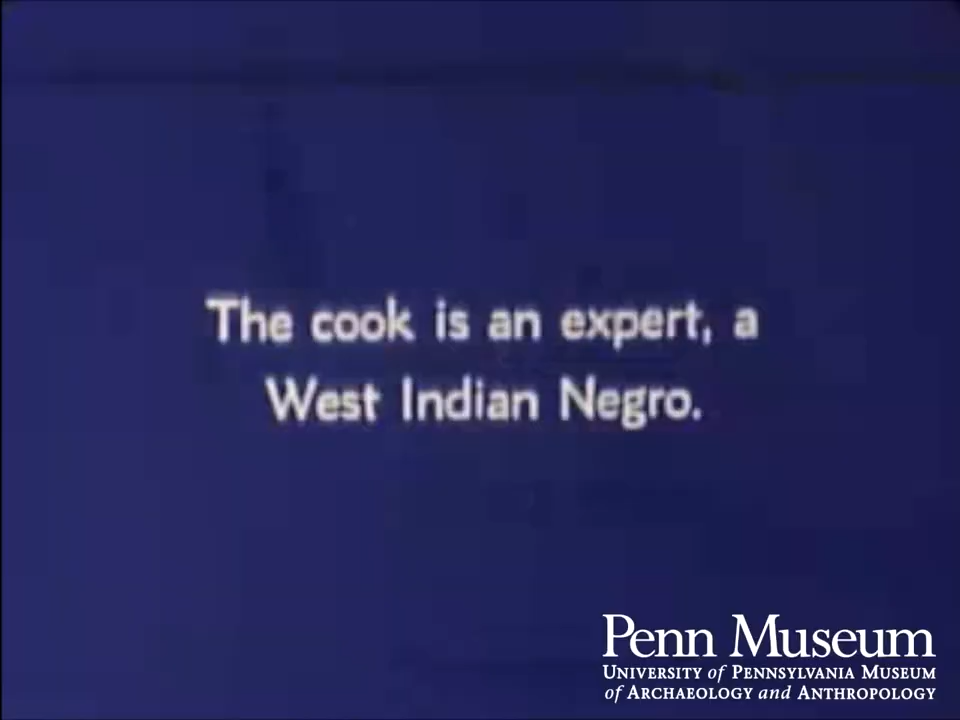 The cook is an expert, a
West Indian Negro.
Penn Museum
UNIVERSITY of PENNSYLVANIA MUSEUM
of ARCHAEOLOGY and ANTHROPOLOGY